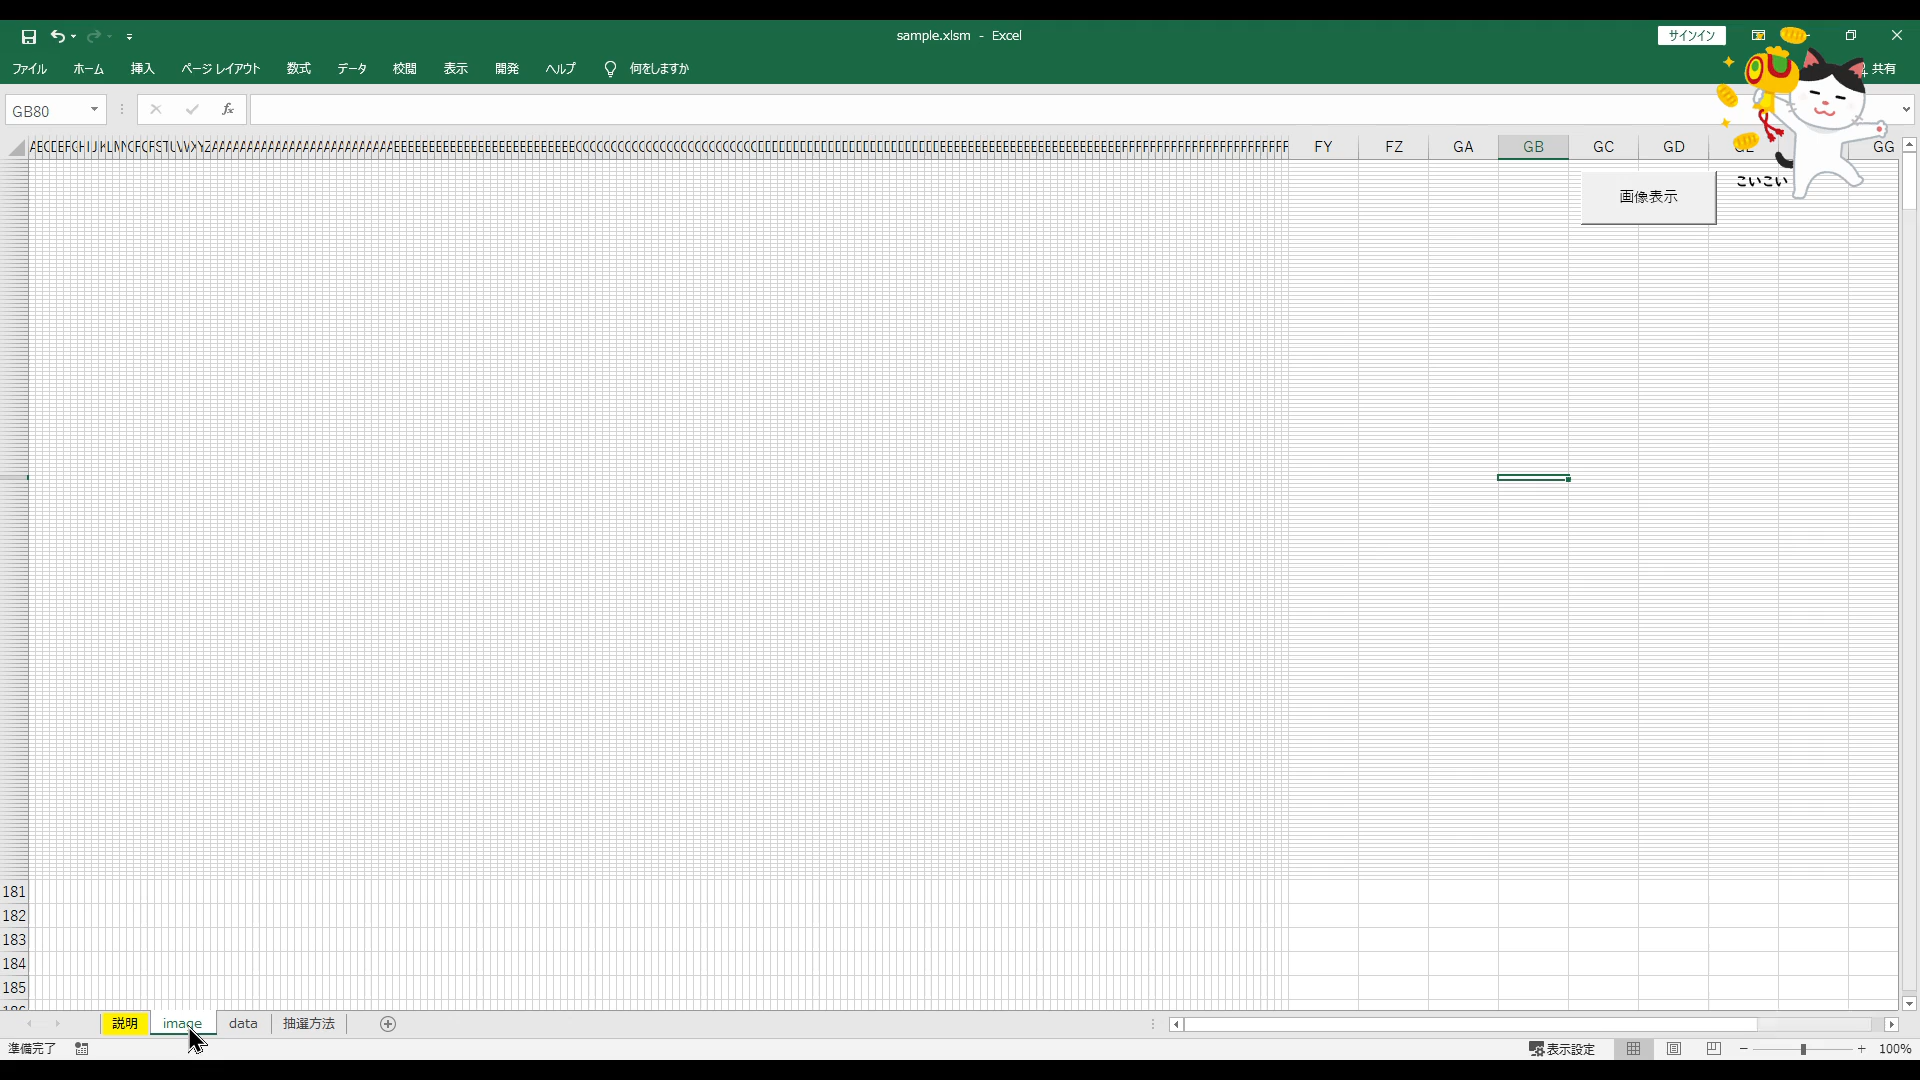 sample.xlsm - Excel
サインイン
ファイル ホーム 挿入 ページ レイアウト 数式 データ 校閲 表示 開発 ヘルプ 何をしますか 共有
GB80 fx
FY FZ GA GB GC GD GG
画像表示
こいこい
181
182
183
184
185
説明 image data 抽選方法
準備完了 表示設定 100%